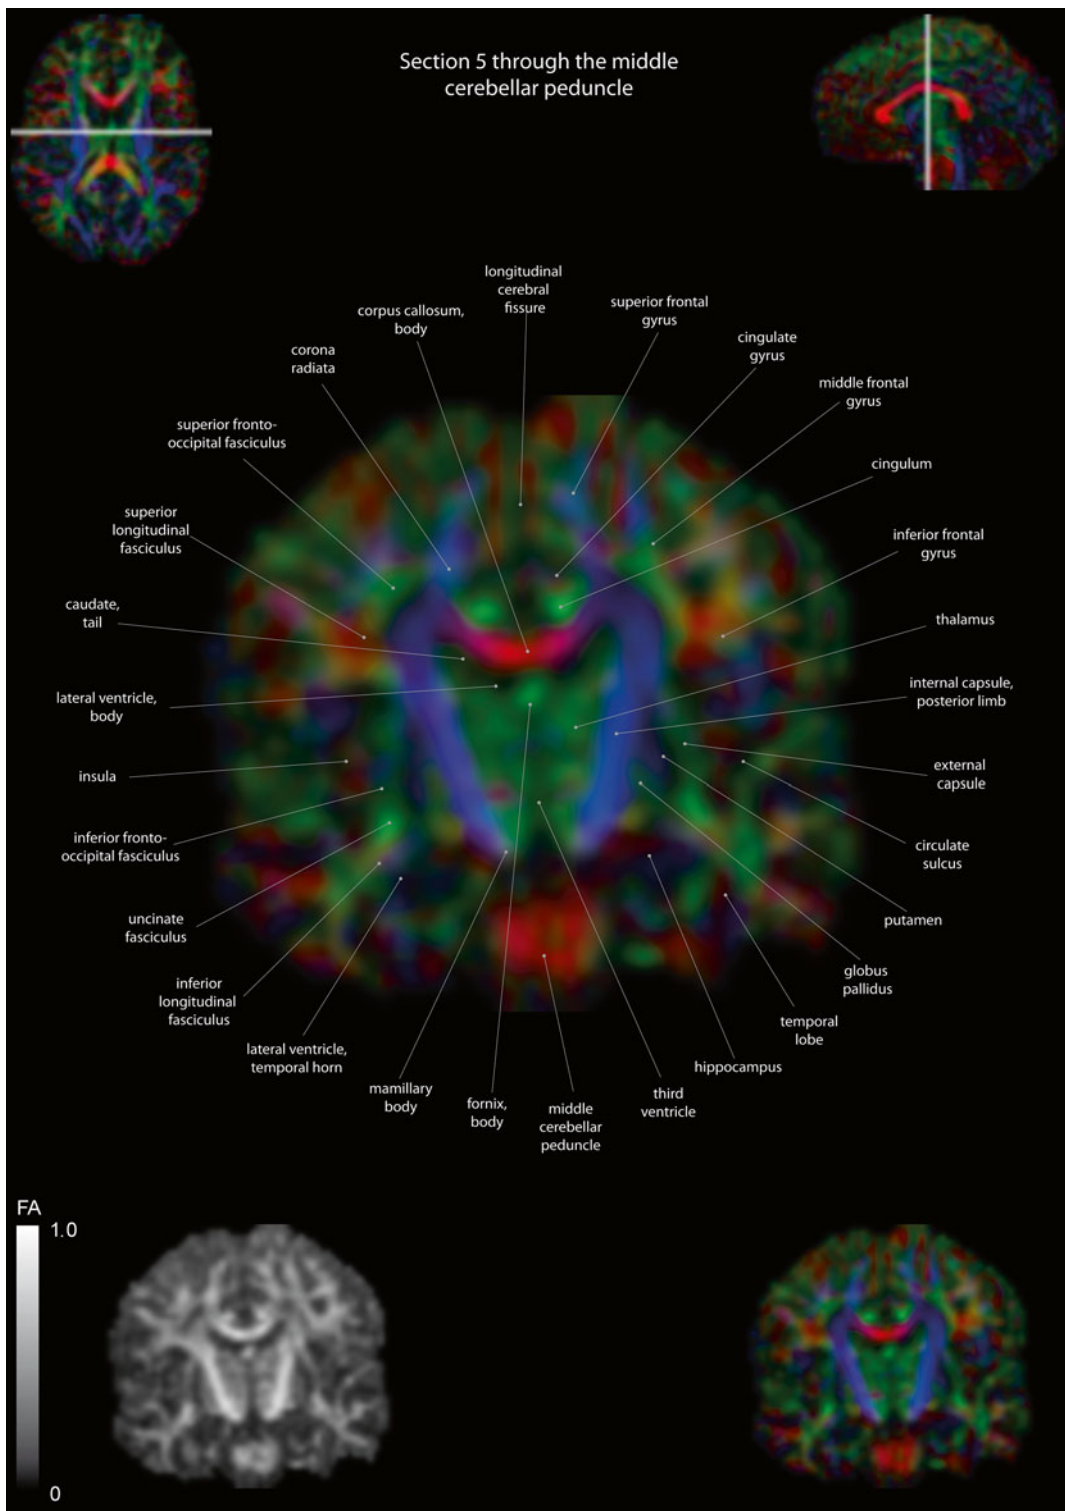 Section 5 through the middle
cerebellar peduncle
longitudinal
cerebral
fissure
superior frontal
gyrus
corpus callosum,
body
cingulate
gyrus
corona
radiata
middle frontal
gyrus
superior fronto-
occipital fasciculus
cingulum
superior
longitudinal
fasciculus
inferior frontal
gyrus
caudate,
tail
thalamus
lateral ventricle,
body
internal capsule,
posterior limb
insula
external
capsule
inferior fronto-
occipital fasciculus
circulate
sulcus
uncinate
fasciculus
putamen
inferior
longitudinal
fasciculus
globus
pallidus
lateral ventricle,
temporal horn
temporal
lobe
mamillary
body
hippocampus
fornix,
body
middle
cerebellar
peduncle
third
ventricle
FA
1.0
0